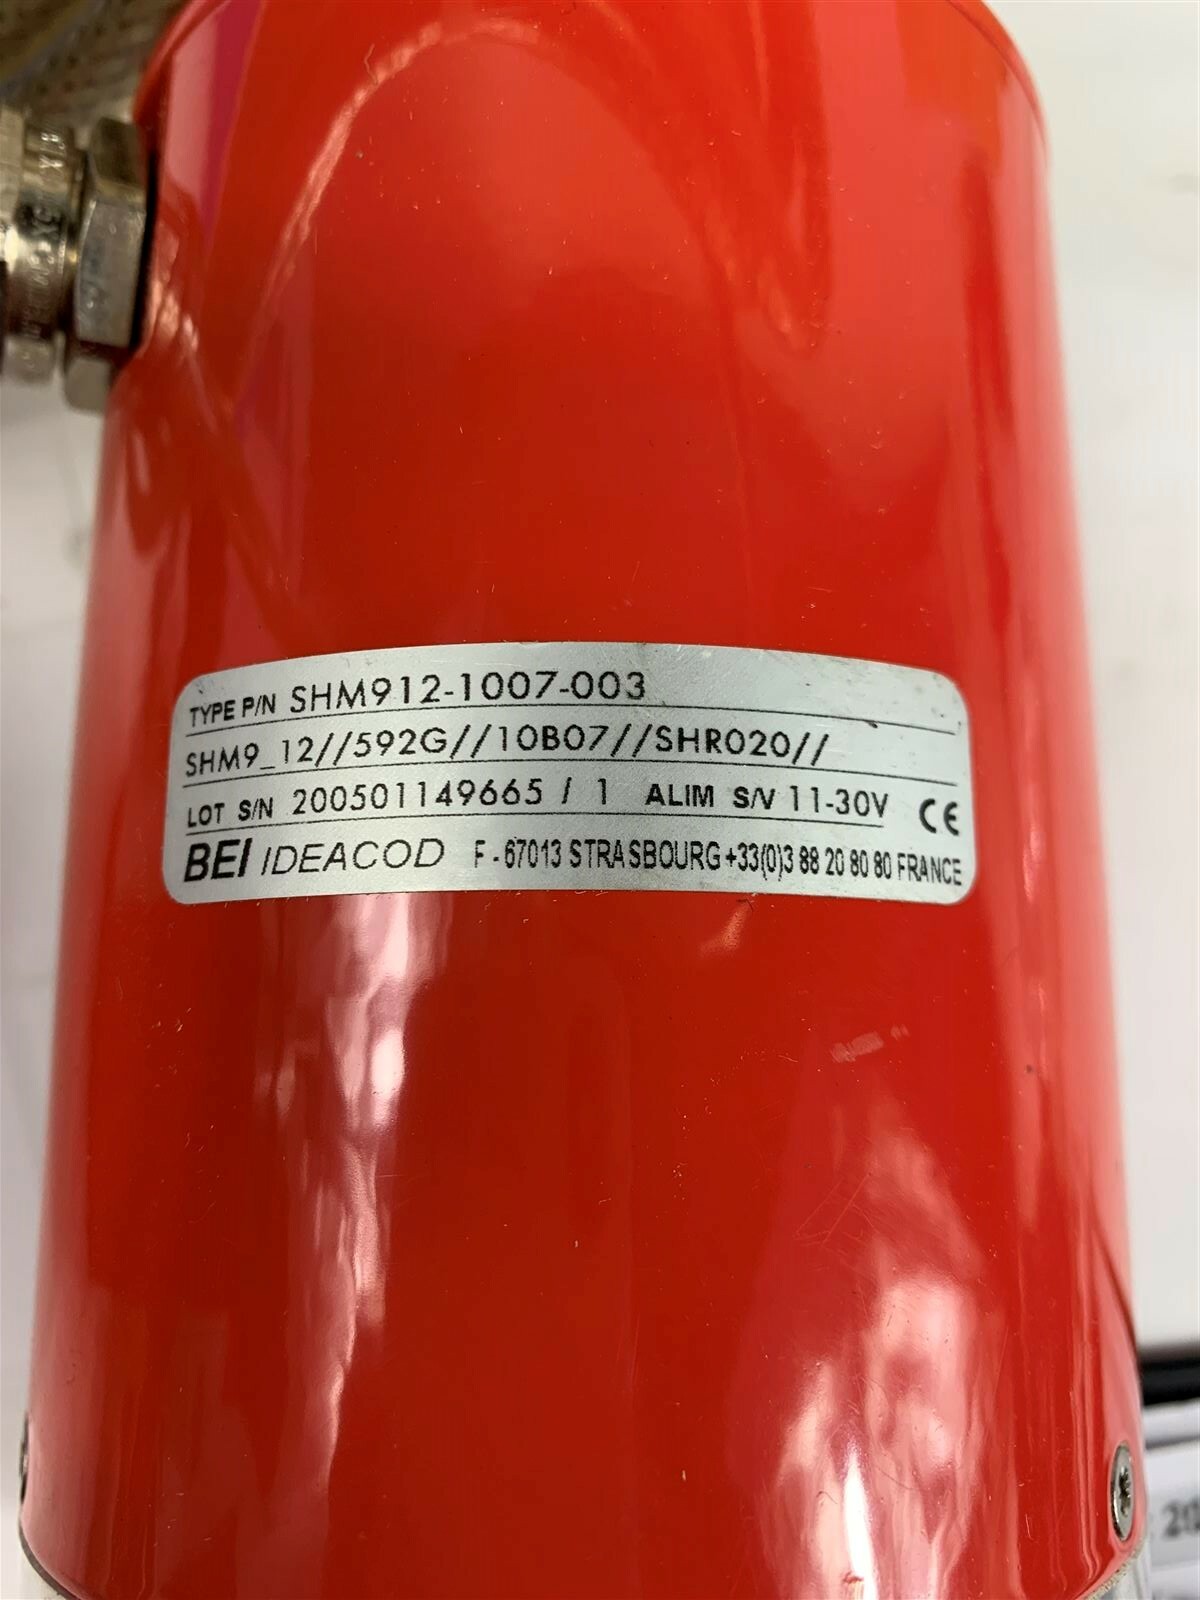 TYPE P/N SHM912-1007-003
SHM9_12//592G//10B07//SHR020//
LOT S/N 200501149665 / 1 ALIM S/V 11-30V CE
BEI IDEACOD F - 67013 STRASBOURG +33(0)3 88 20 80 80 FRANCE